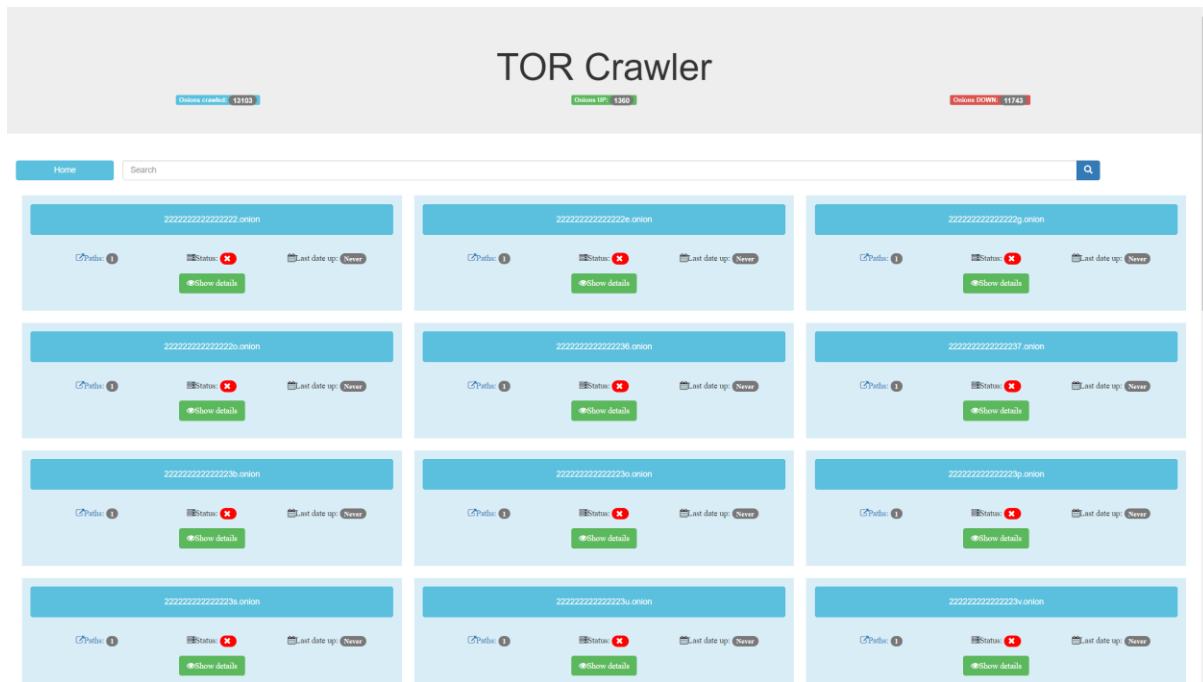 TOR Crawler
Onions crawled: 13103
Onions UP: 1360
Onions DOWN: 11743
Home
Search
2222222222222222.onion
Paths: 1 Status: Last date up: Never
Show details
222222222222222e.onion
Paths: 1 Status: Last date up: Never
Show details
222222222222222g.onion
Paths: 1 Status: Last date up: Never
Show details
222222222222222o.onion
Paths: 1 Status: Last date up: Never
Show details
2222222222222236.onion
Paths: 1 Status: Last date up: Never
Show details
2222222222222237.onion
Paths: 1 Status: Last date up: Never
Show details
222222222222223b.onion
Paths: 1 Status: Last date up: Never
Show details
222222222222223o.onion
Paths: 1 Status: Last date up: Never
Show details
222222222222223p.onion
Paths: 1 Status: Last date up: Never
Show details
222222222222223s.onion
Paths: 1 Status: Last date up: Never
Show details
222222222222223u.onion
Paths: 1 Status: Last date up: Never
Show details
222222222222223v.onion
Paths: 1 Status: Last date up: Never
Show details